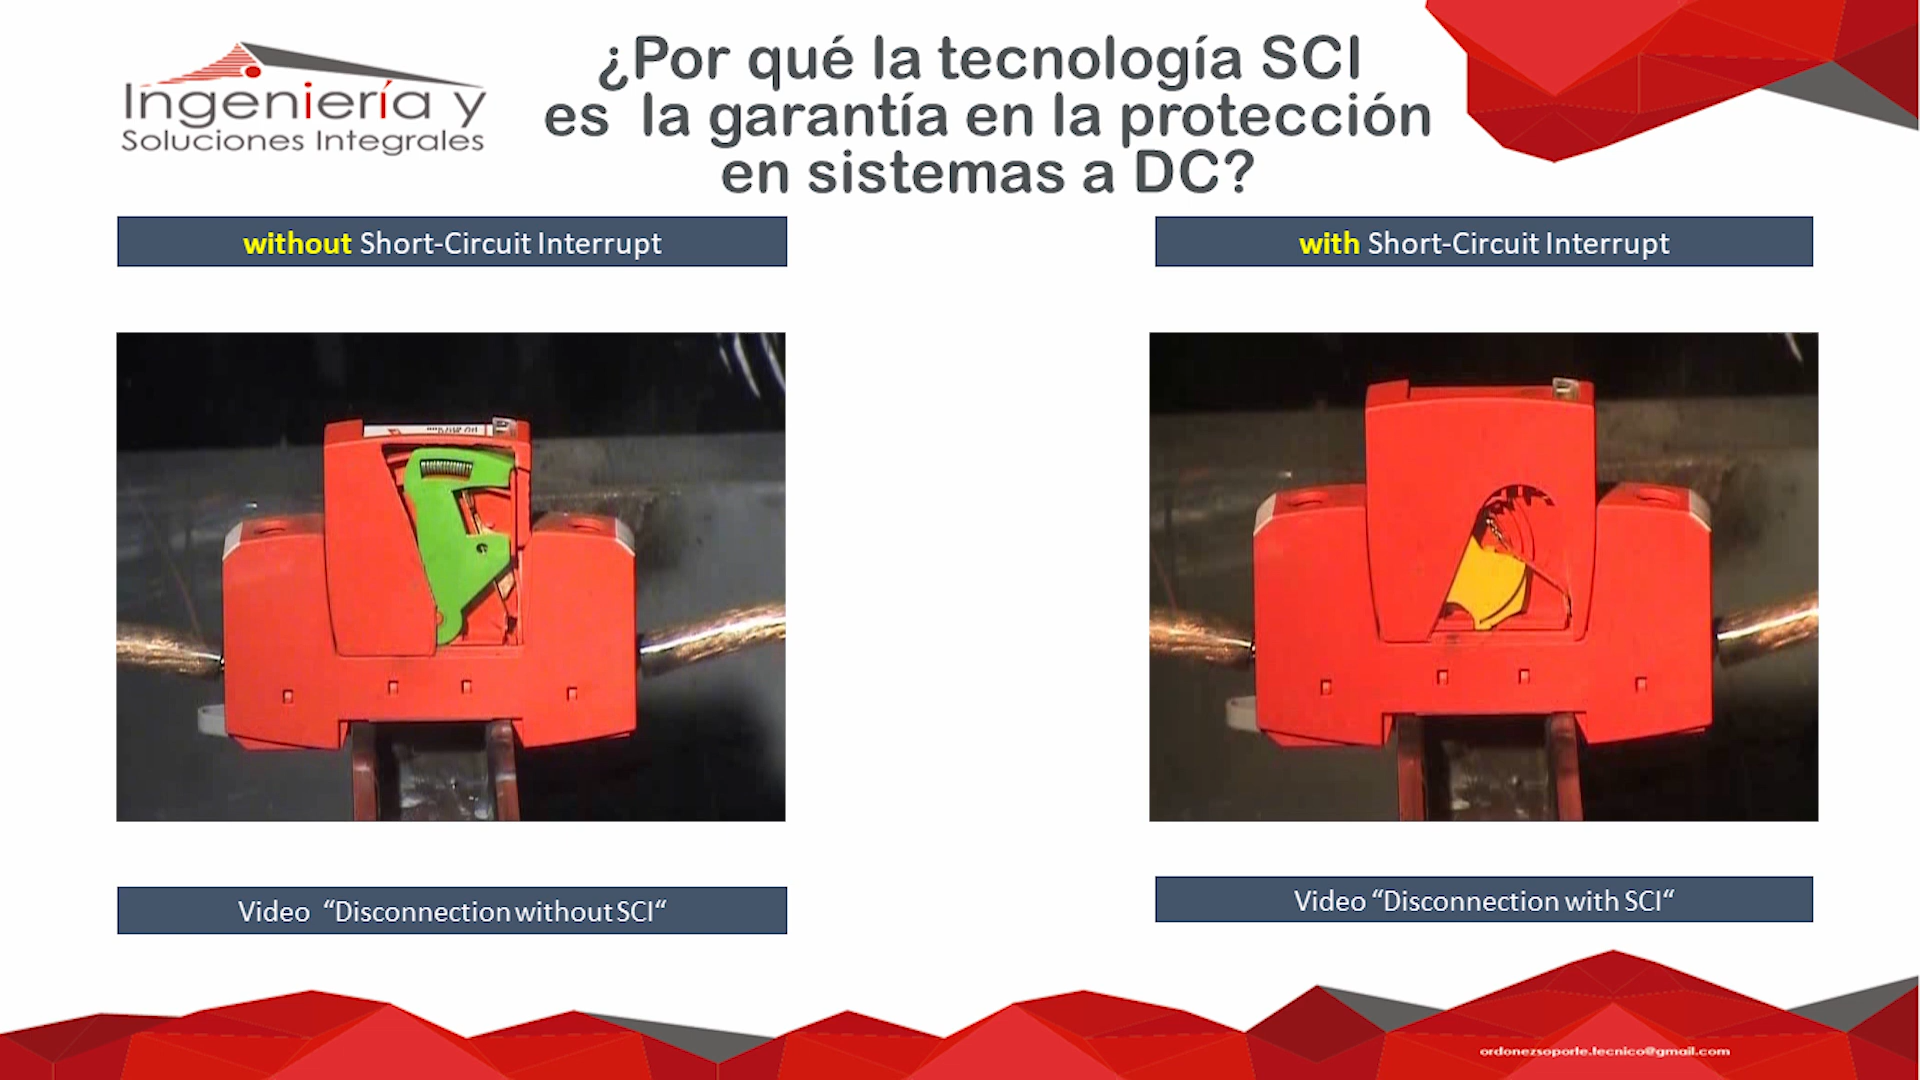 Ingeniería y
Soluciones Integrales
¿Por qué la tecnología SCI
es la garantía en la protección
en sistemas a DC?
without Short-Circuit Interrupt
with Short-Circuit Interrupt
Video “Disconnection without SCI“
Video “Disconnection with SCI“
ordonezsoporte.tecnico@gmail.com